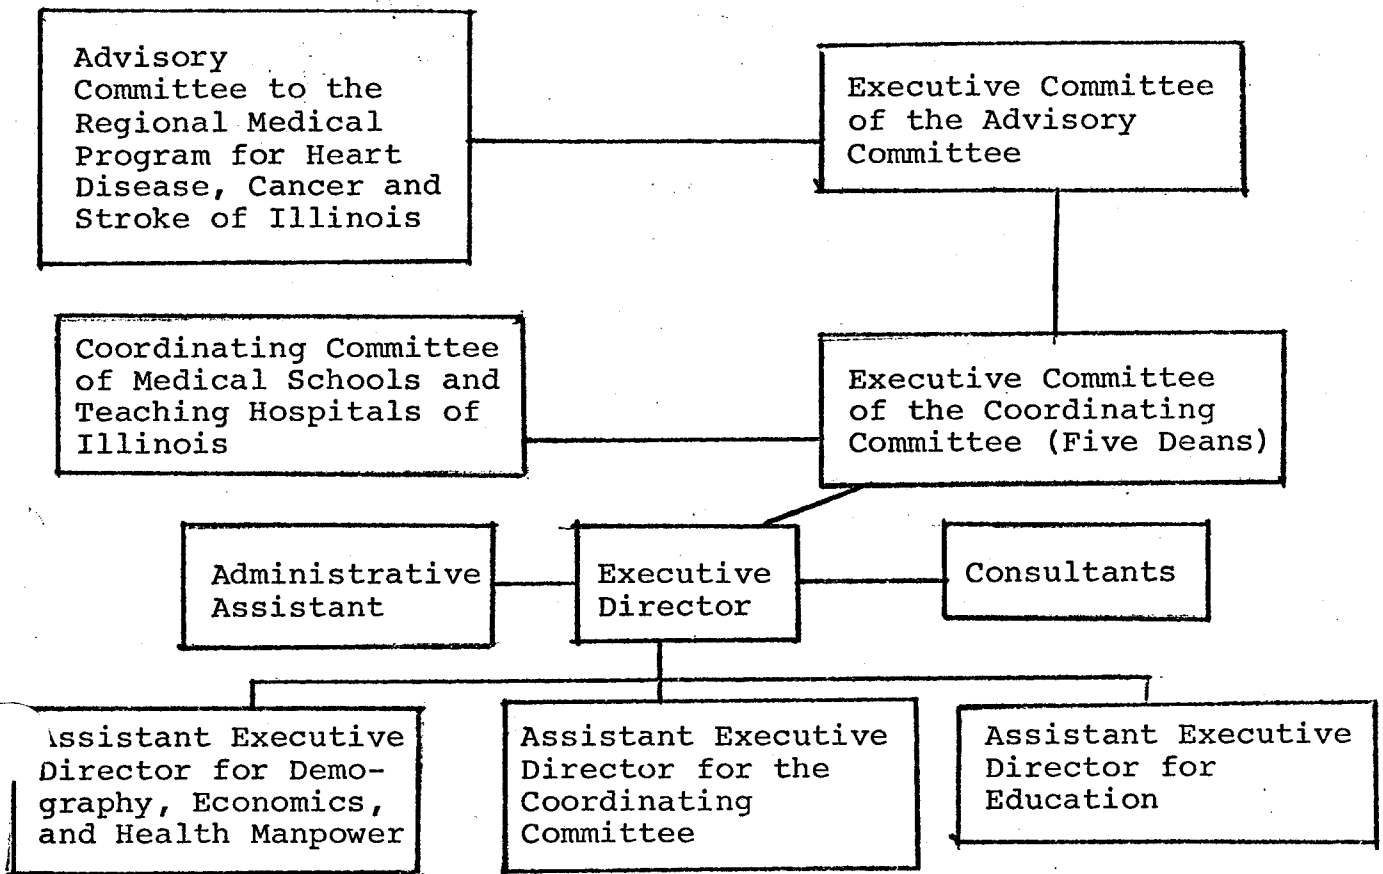 Advisory
Committee to the
Regional Medical
Program for Heart
Disease, Cancer and
Stroke of Illinois
Executive Committee
of the Advisory
Committee
Coordinating Committee
of Medical Schools and
Teaching Hospitals of
Illinois
Executive Committee
of the Coordinating
Committee (Five Deans)
Administrative
Assistant
Executive
Director
Consultants
Assistant Executive
Director for Demo-
graphy, Economics,
and Health Manpower
Assistant Executive
Director for the
Coordinating
Committee
Assistant Executive
Director for
Education